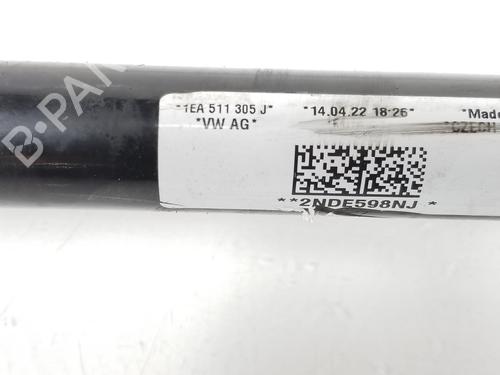 *1EA 511 305 J*
*VW AG*
*14.04.22 18:26*
*Made
*CZECH
**2NDE598NJ *